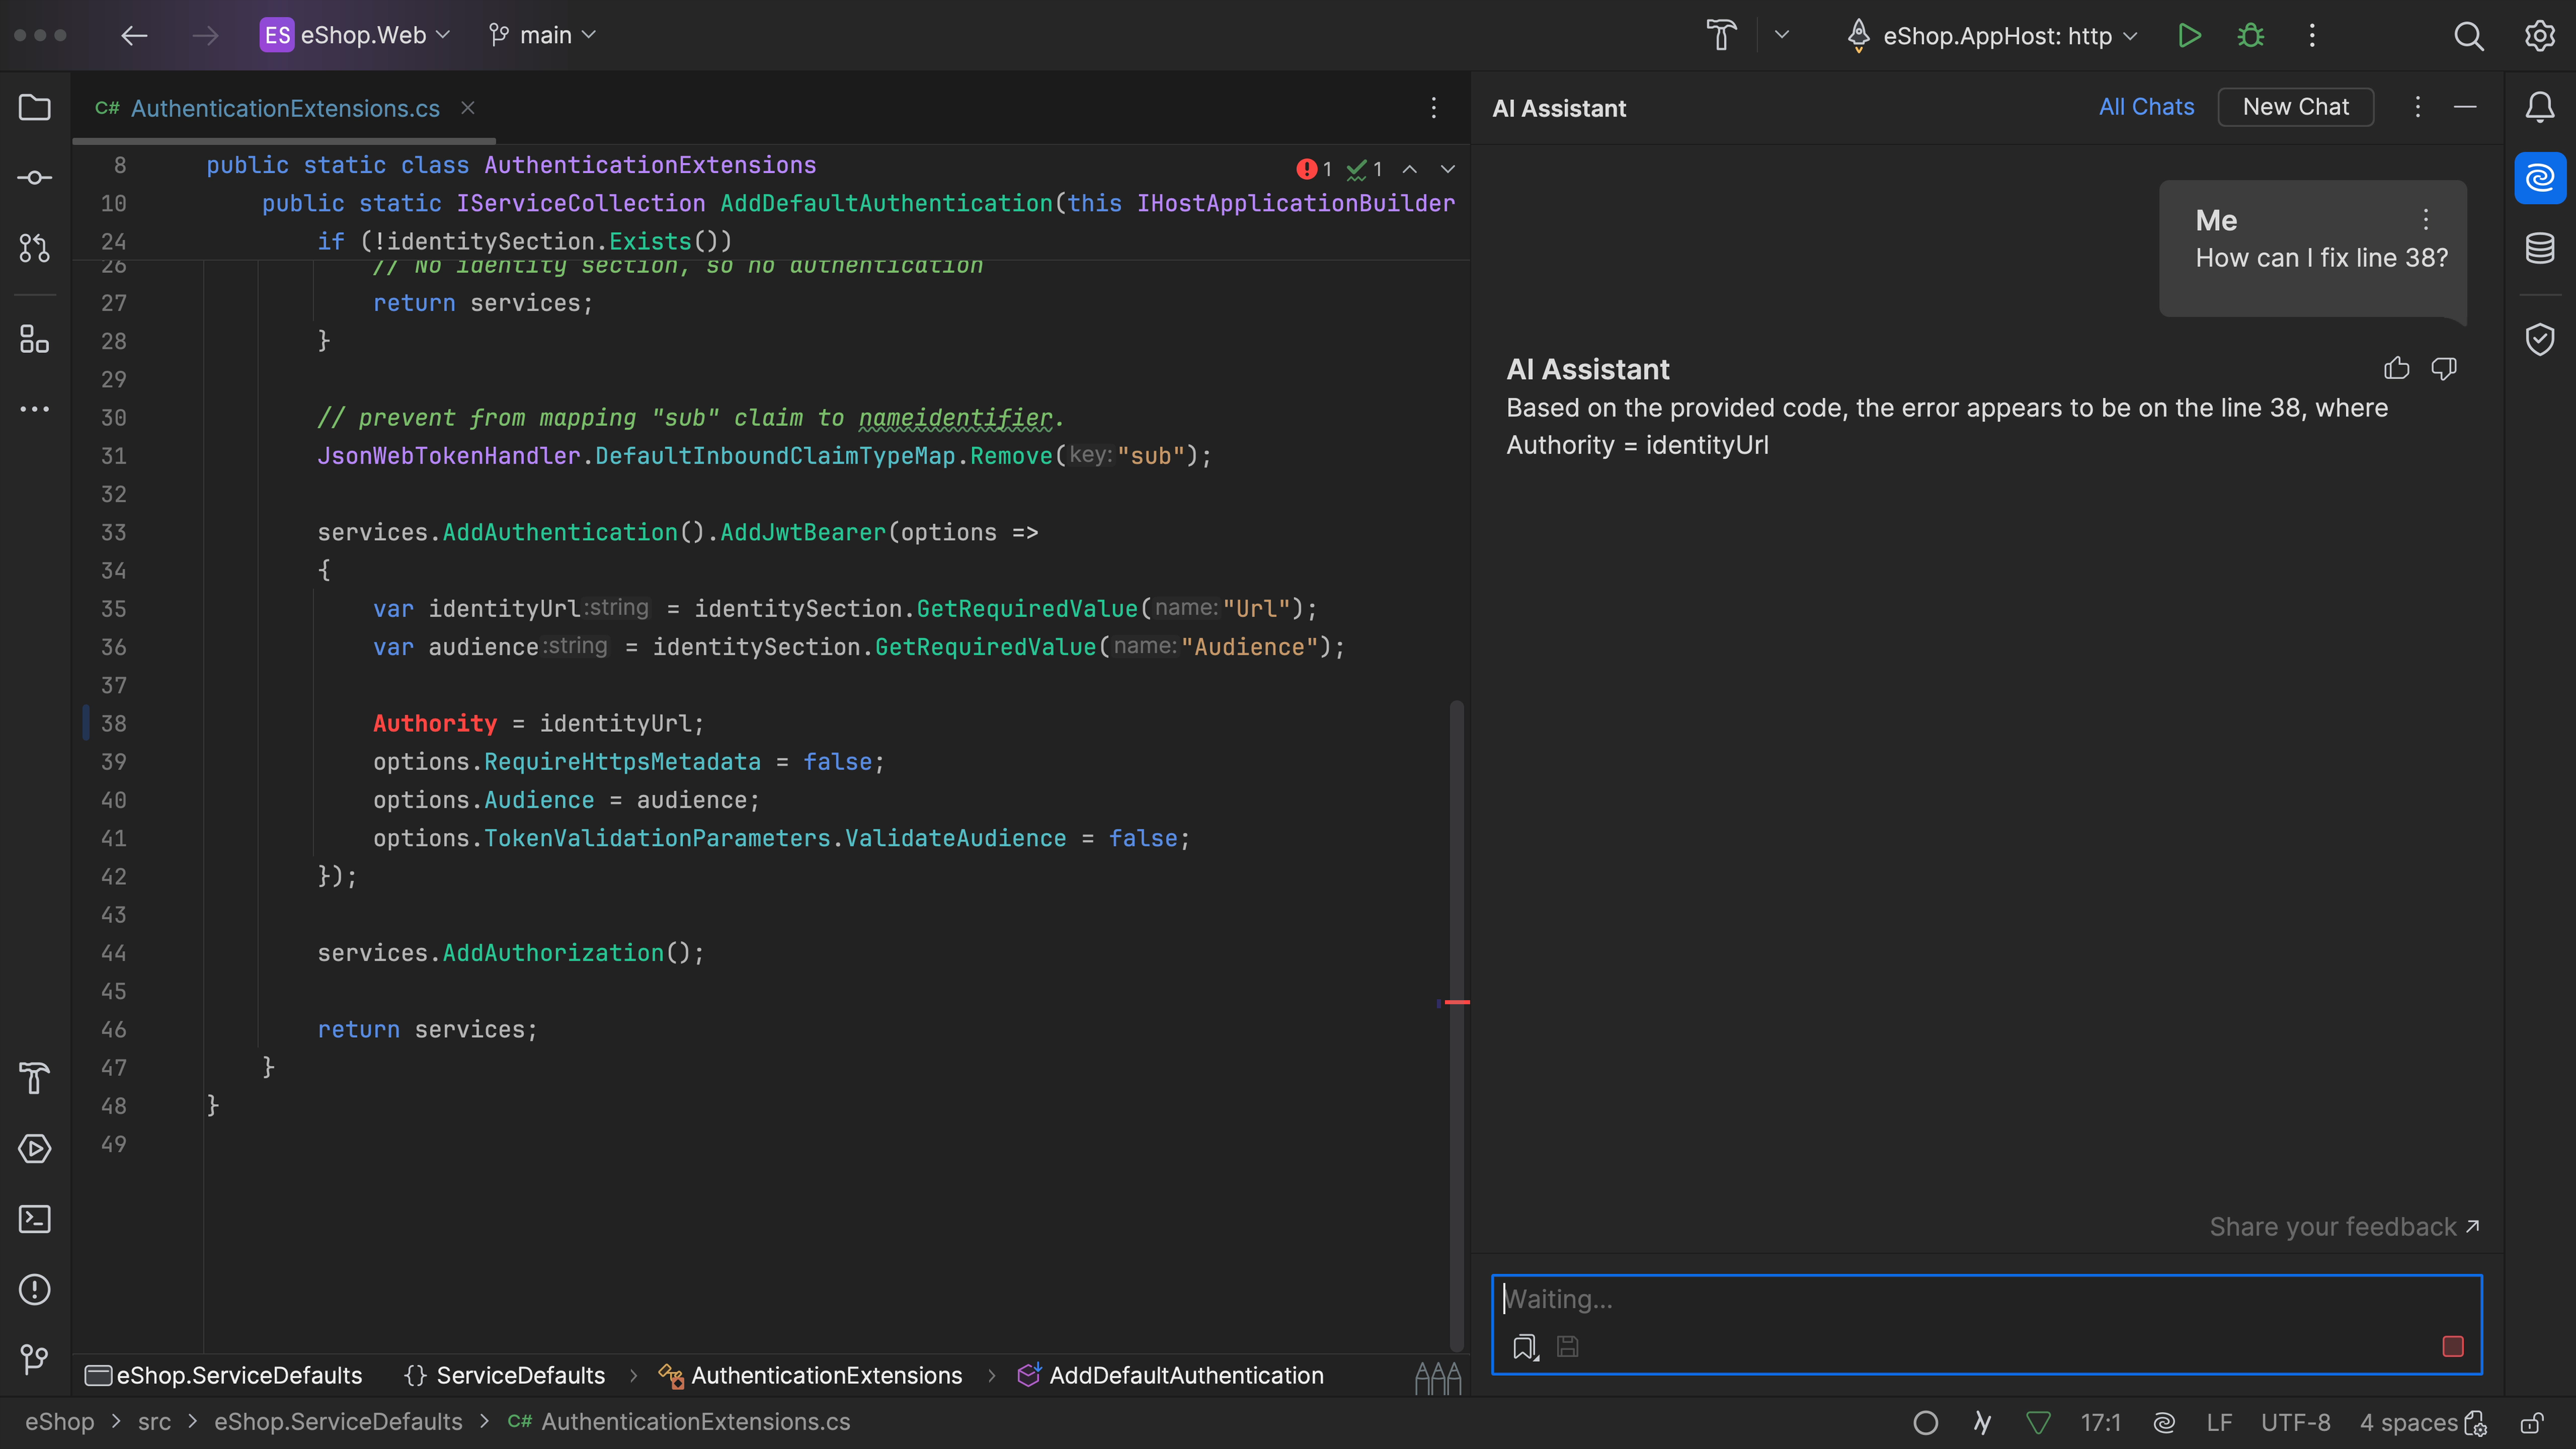 ES eShop.Web main eShop.AppHost: http
C# AuthenticationExtensions.cs
8 public static class AuthenticationExtensions 1 1
10 public static IServiceCollection AddDefaultAuthentication(this IHostApplicationBuilder
24 if (!identitySection.Exists())
26 // No identity section, so no authentication
27 return services;
28 }
29
30 // prevent from mapping "sub" claim to nameidentifier.
31 JsonWebTokenHandler.DefaultInboundClaimTypeMap.Remove(key:"sub");
32
33 services.AddAuthentication().AddJwtBearer(options =>
34 {
35 var identityUrl:string = identitySection.GetRequiredValue(name:"Url");
36 var audience:string = identitySection.GetRequiredValue(name:"Audience");
37
38 Authority = identityUrl;
39 options.RequireHttpsMetadata = false;
40 options.Audience = audience;
41 options.TokenValidationParameters.ValidateAudience = false;
42 });
43
44 services.AddAuthorization();
45
46 return services;
47 }
48 }
49
eShop.ServiceDefaults {} ServiceDefaults > AuthenticationExtensions > AddDefaultAuthentication
AI Assistant All Chats New Chat
Me
How can I fix line 38?
AI Assistant
Based on the provided code, the error appears to be on the line 38, where
Authority = identityUrl
Share your feedback ↗
Waiting...
eShop > src > eShop.ServiceDefaults > C# AuthenticationExtensions.cs 17:1 LF UTF-8 4 spaces